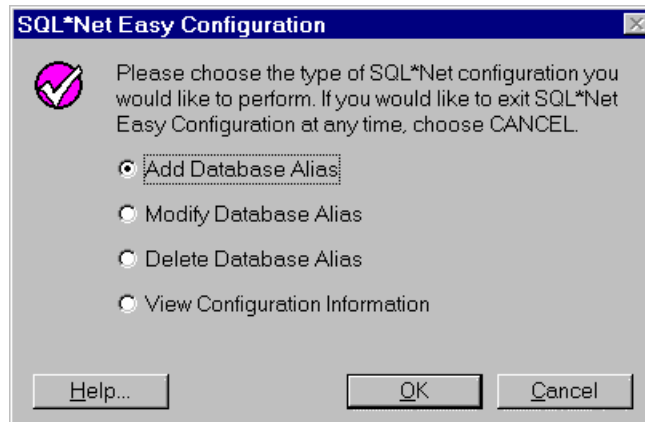 SQL*Net Easy Configuration
Please choose the type of SQL*Net configuration you
would like to perform. If you would like to exit SQL*Net
Easy Configuration at any time, choose CANCEL.
Add Database Alias
Modify Database Alias
Delete Database Alias
View Configuration Information
Help...
OK
Cancel